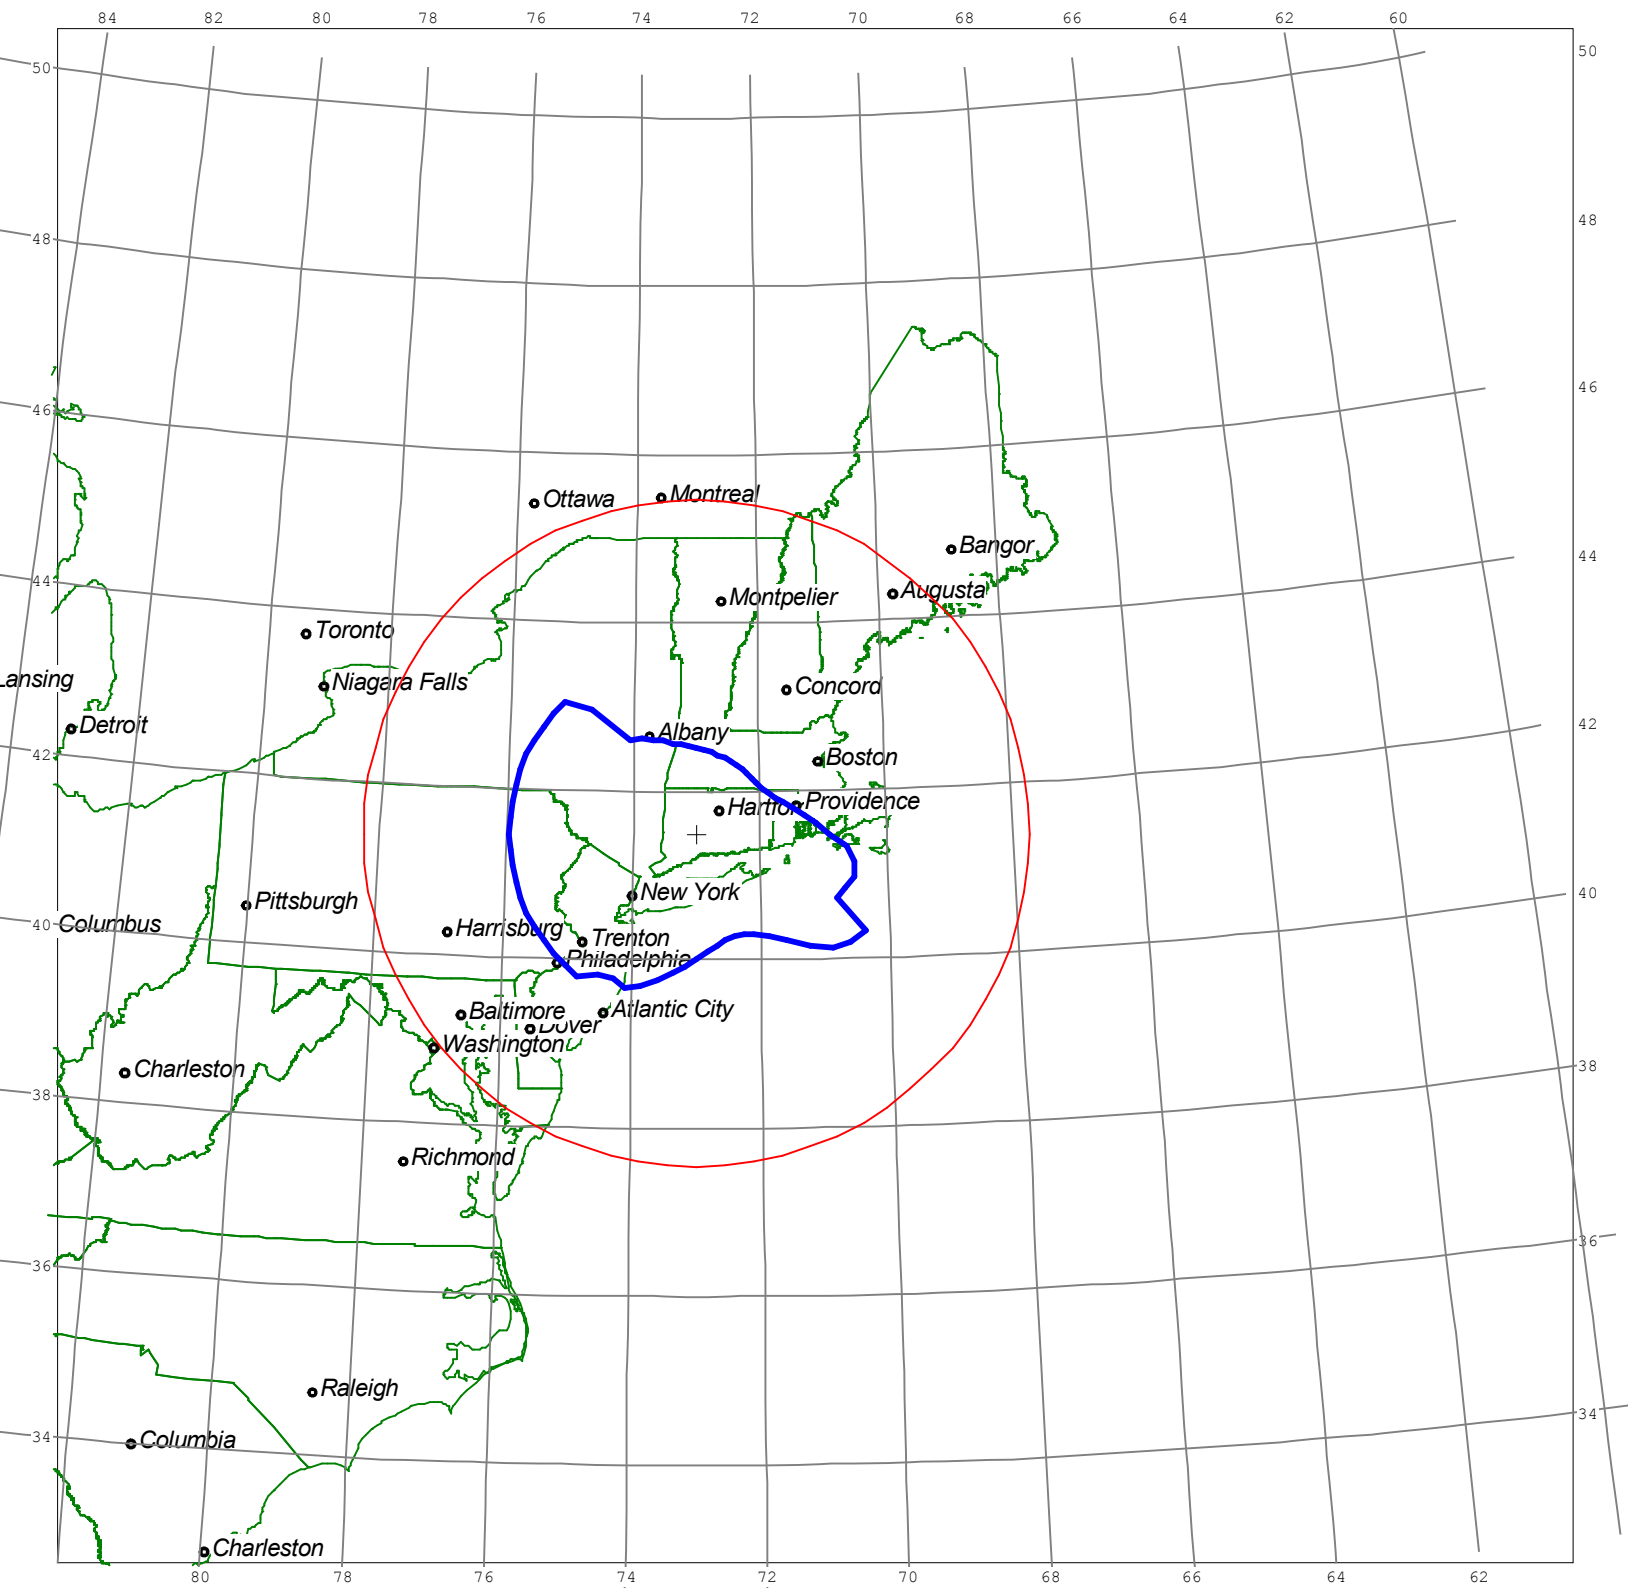 84 82 80 78 76 74 72 70 68 66 64 62 60
50 50
48 48
46 46
Ottawa Montreal
Bangor
44 44
Montpelier Augusta
Toronto
Lansing Niagara Falls Concord
Detroit Albany 42
42 Boston
Hartfor Providence
New York 40
Pittsburgh
40 Columbus Harrisburg Trenton
Philadelphia
Baltimore Atlantic City
Dover
Washington
Charleston 38
38
Richmond
36
36
Raleigh
34
34 Columbia
Charleston
80 78 76 74 72 70 68 66 64 62